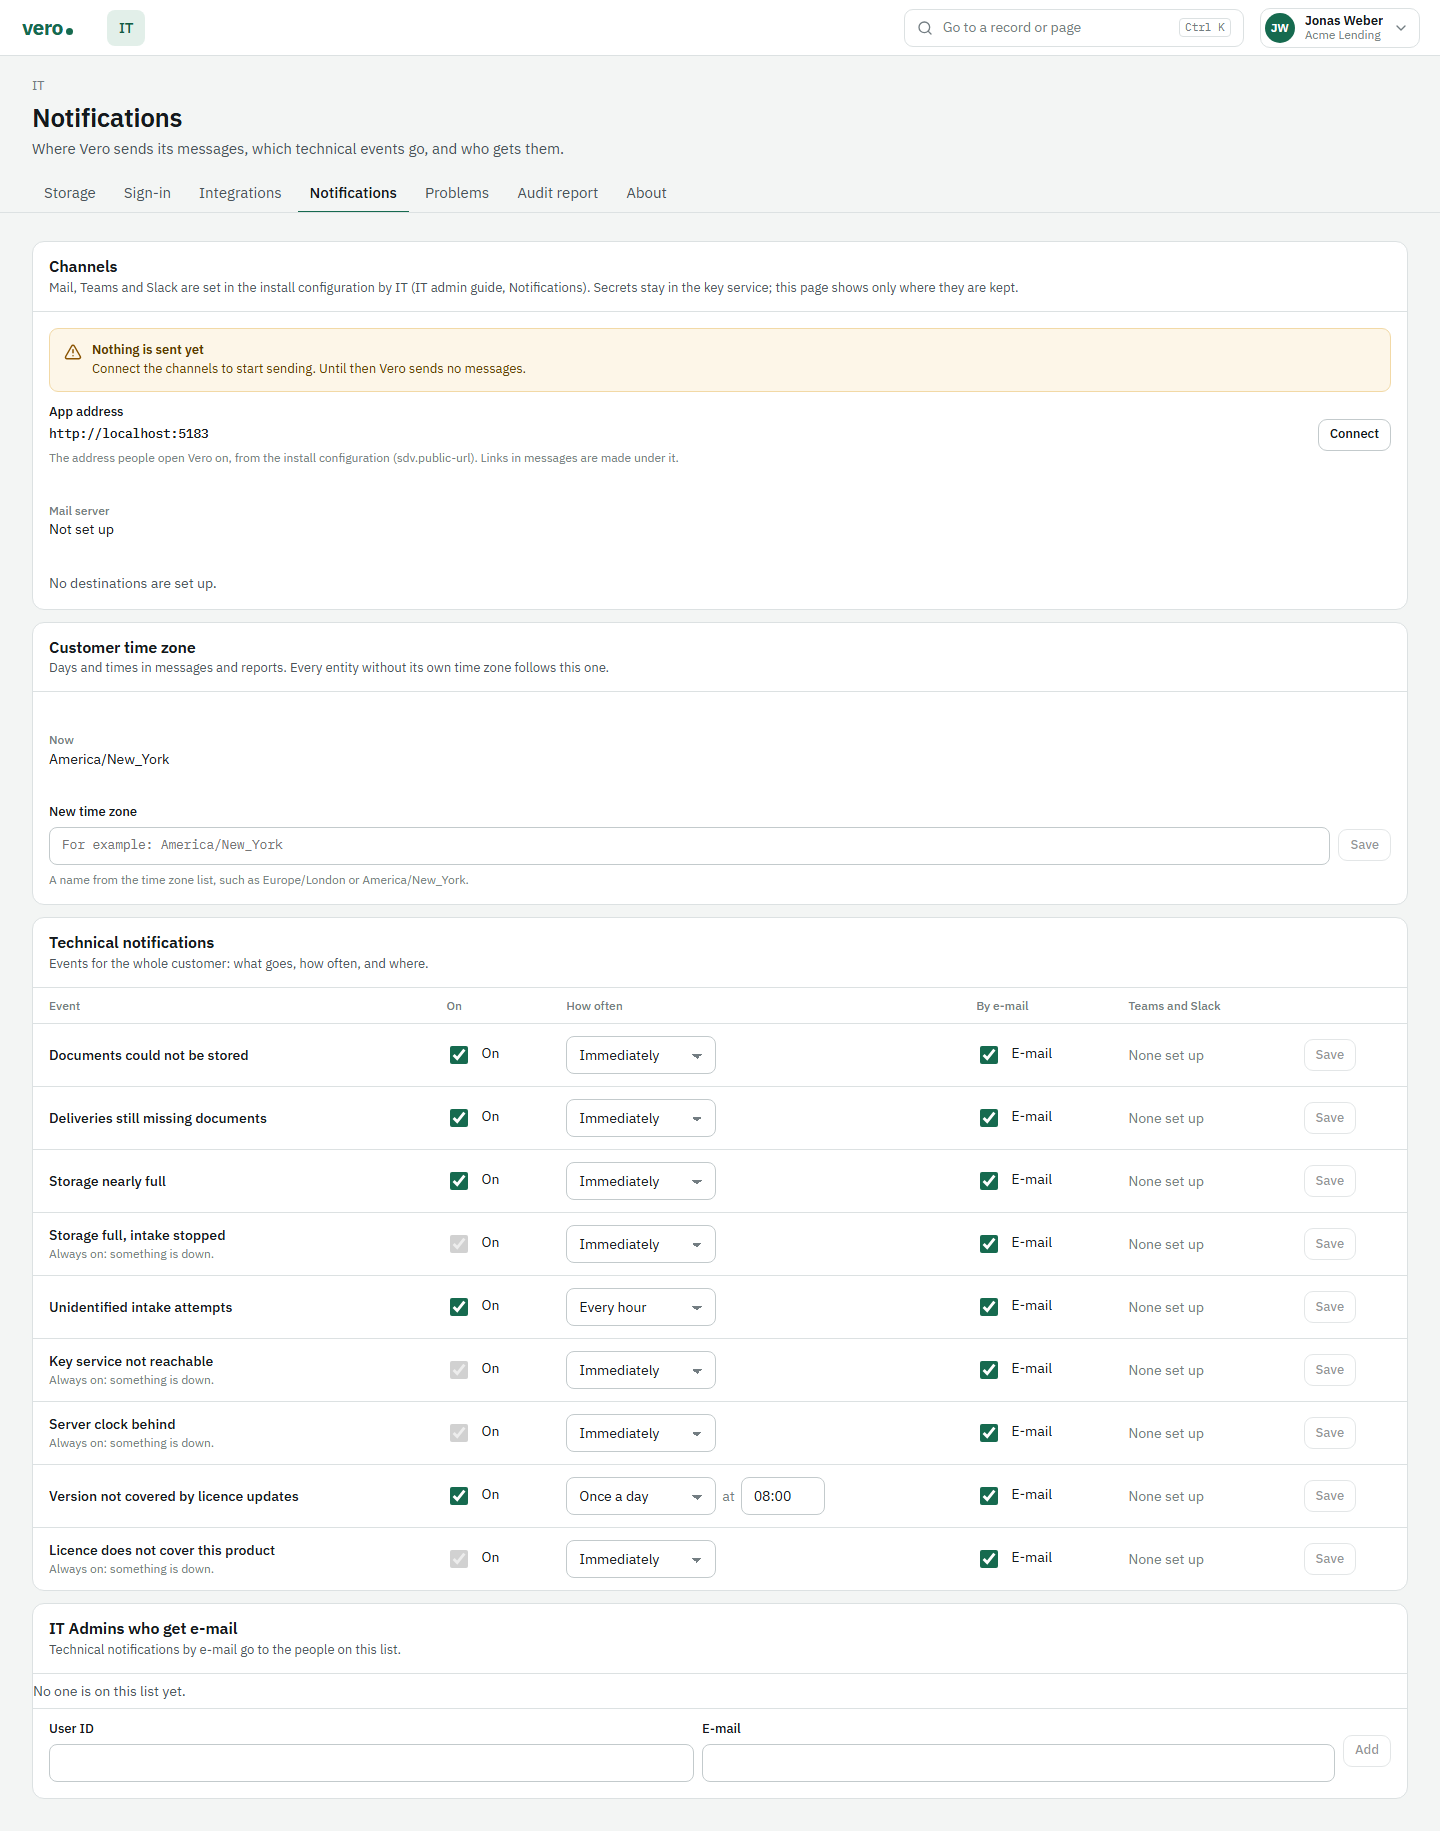 vero
IT
Go to a record or page
Ctrl K
JW
Jonas Weber
Acme Lending
IT
Notifications
Where Vero sends its messages, which technical events go, and who gets them.
Storage
Sign-in
Integrations
Notifications
Problems
Audit report
About
Channels
Mail, Teams and Slack are set in the install configuration by IT (IT admin guide, Notifications). Secrets stay in the key service; this page shows only where they are kept.
Nothing is sent yet
Connect the channels to start sending. Until then Vero sends no messages.
App address
http://localhost:5183
Connect
The address people open Vero on, from the install configuration (sdv.public-url). Links in messages are made under it.
Mail server
Not set up
No destinations are set up.
Customer time zone
Days and times in messages and reports. Every entity without its own time zone follows this one.
Now
America/New_York
New time zone
For example: America/New_York
Save
A name from the time zone list, such as Europe/London or America/New_York.
Technical notifications
Events for the whole customer: what goes, how often, and where.
Event On How often By e-mail Teams and Slack
Documents could not be stored On Immediately E-mail None set up Save
Deliveries still missing documents On Immediately E-mail None set up Save
Storage nearly full On Immediately E-mail None set up Save
Storage full, intake stopped On Immediately E-mail None set up Save
Always on: something is down.
Unidentified intake attempts On Every hour E-mail None set up Save
Key service not reachable On Immediately E-mail None set up Save
Always on: something is down.
Server clock behind On Immediately E-mail None set up Save
Always on: something is down.
Version not covered by licence updates On Once a day at 08:00 E-mail None set up Save
Licence does not cover this product On Immediately E-mail None set up Save
Always on: something is down.
IT Admins who get e-mail
Technical notifications by e-mail go to the people on this list.
No one is on this list yet.
User ID E-mail
Add